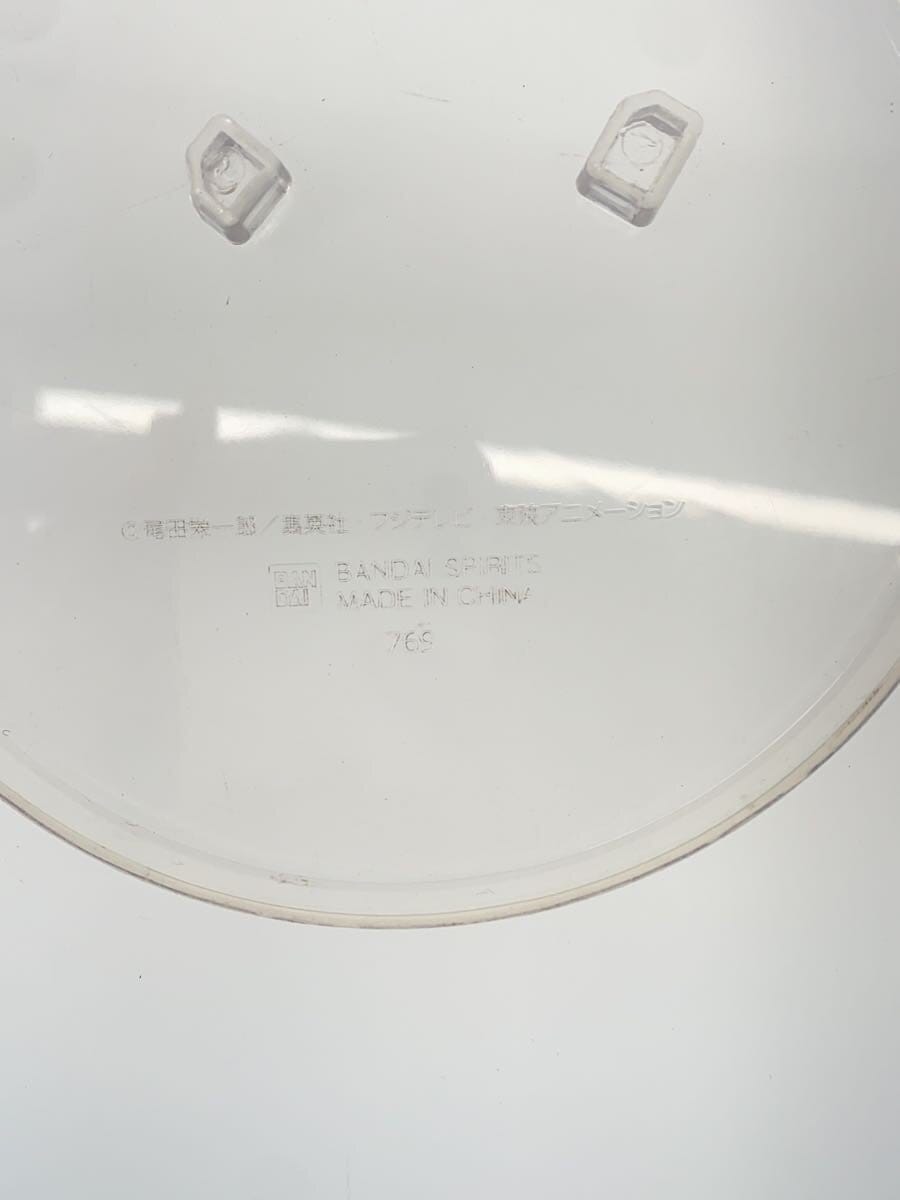 ©尾田栄一郎／集英社・フジテレビ・東映アニメーション
BAN
DAI
BANDAI SPIRITS
MADE IN CHINA
76S